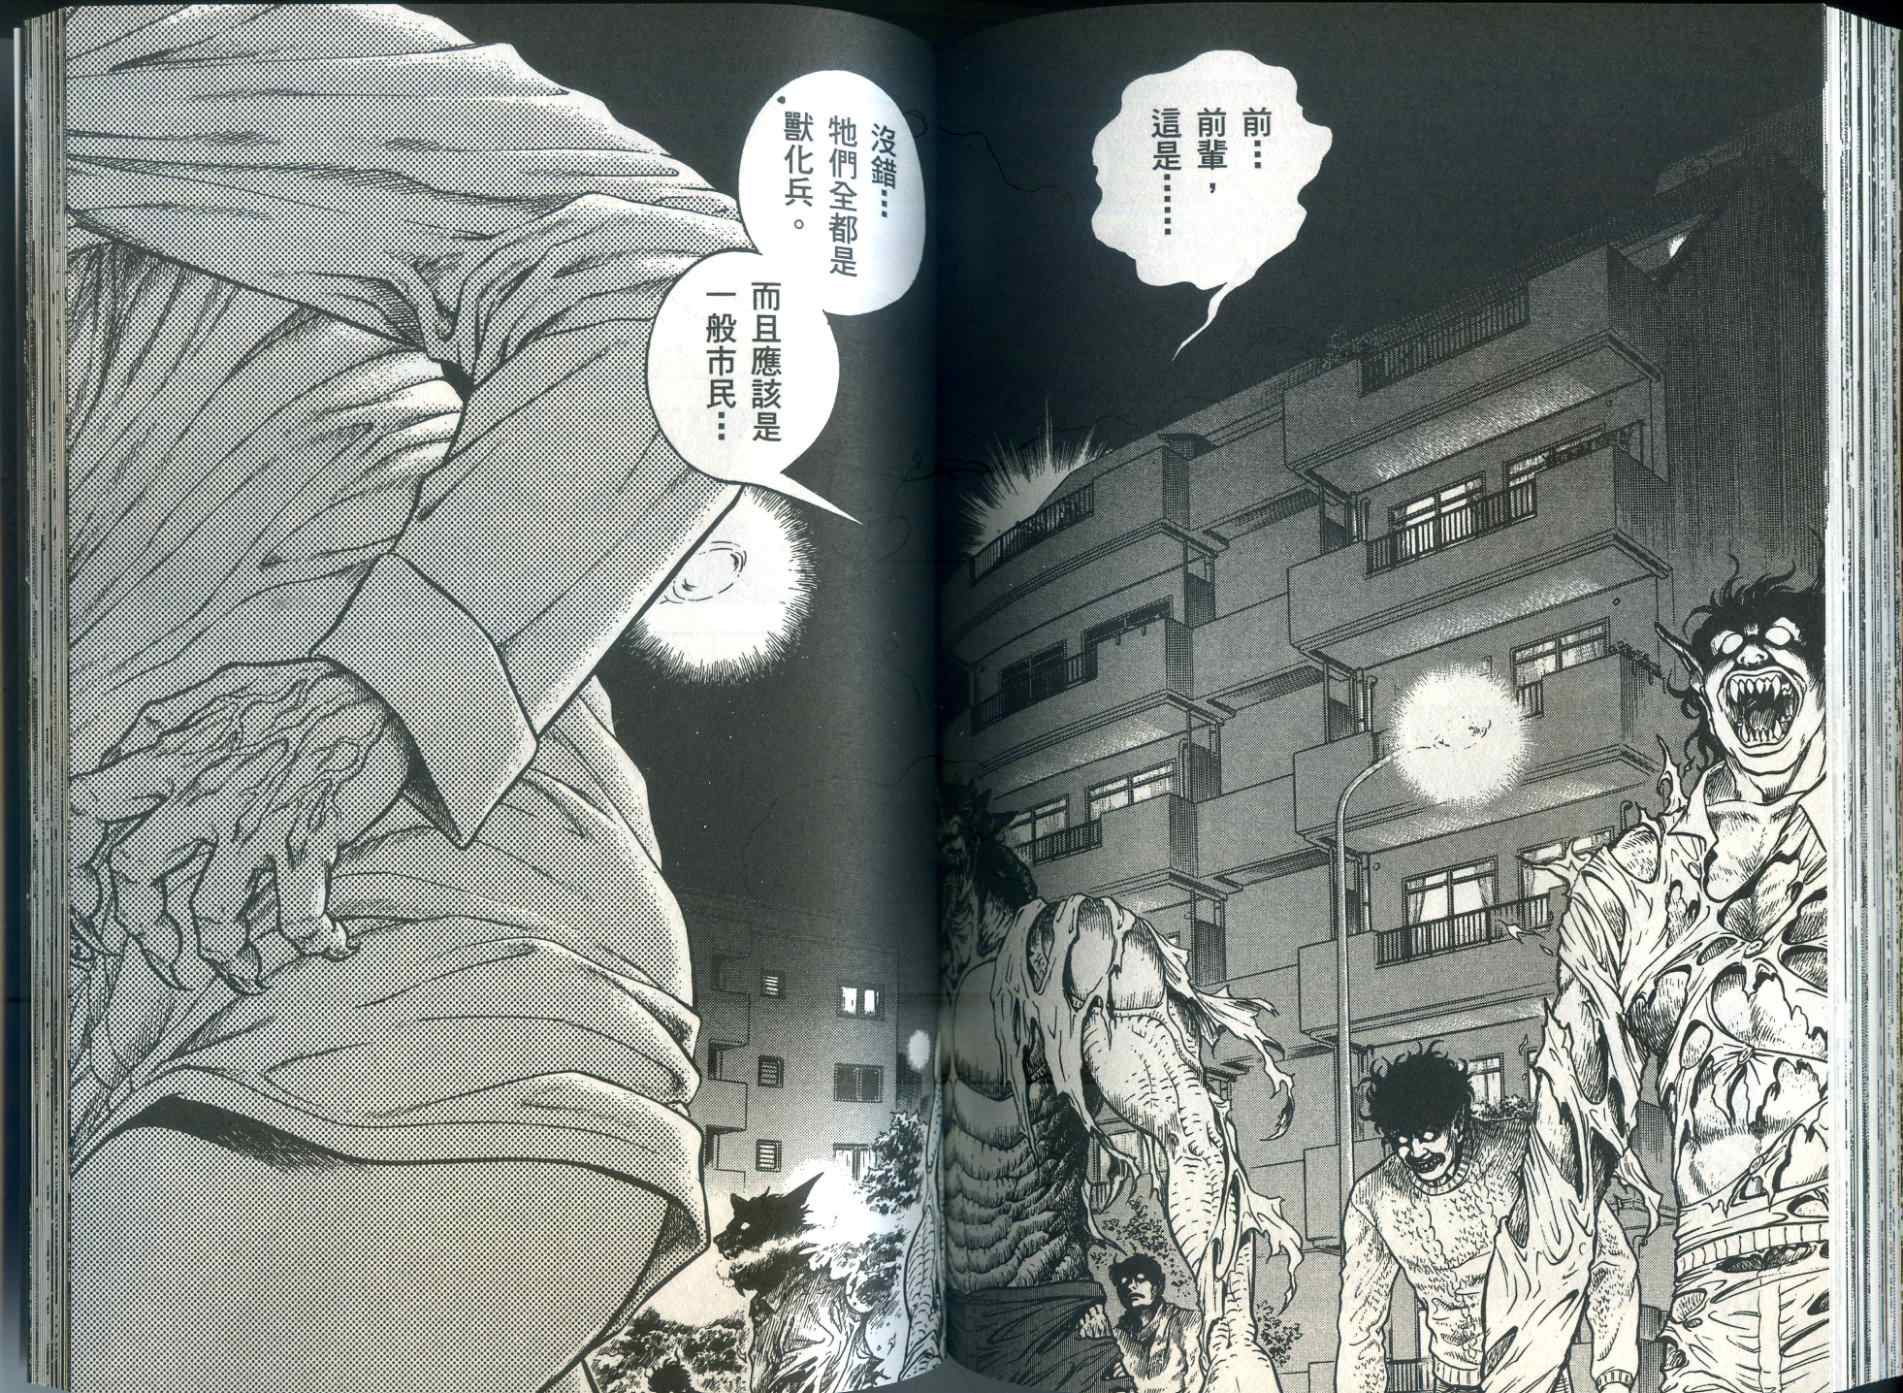 前⋯
前輩，
這是⋯⋯
沒錯⋯
牠們全都是
獸化兵。
而且應該是
一般市民⋯